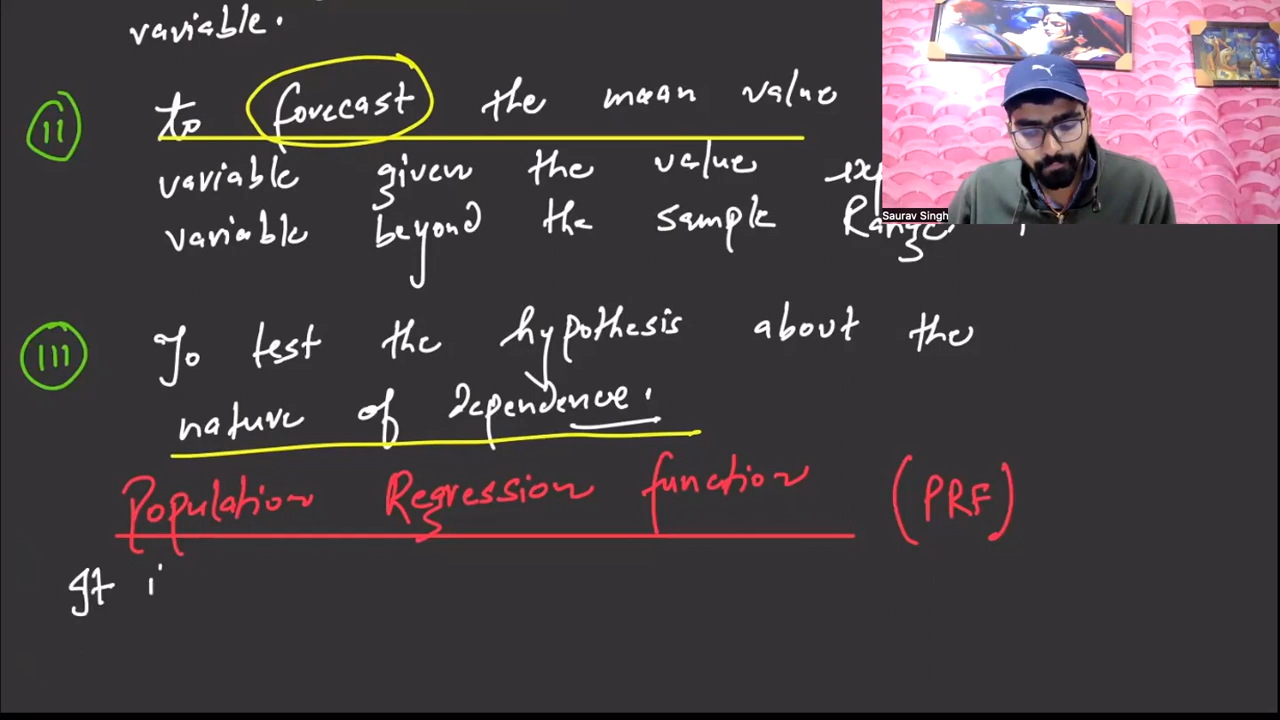 variable.
(II) to forecast the mean value
variable given the value
variable beyond the sample Range
(III) To test the hypothesis about the
nature of dependence.
Population Regression function (PRF)
It i
Saurav Singh